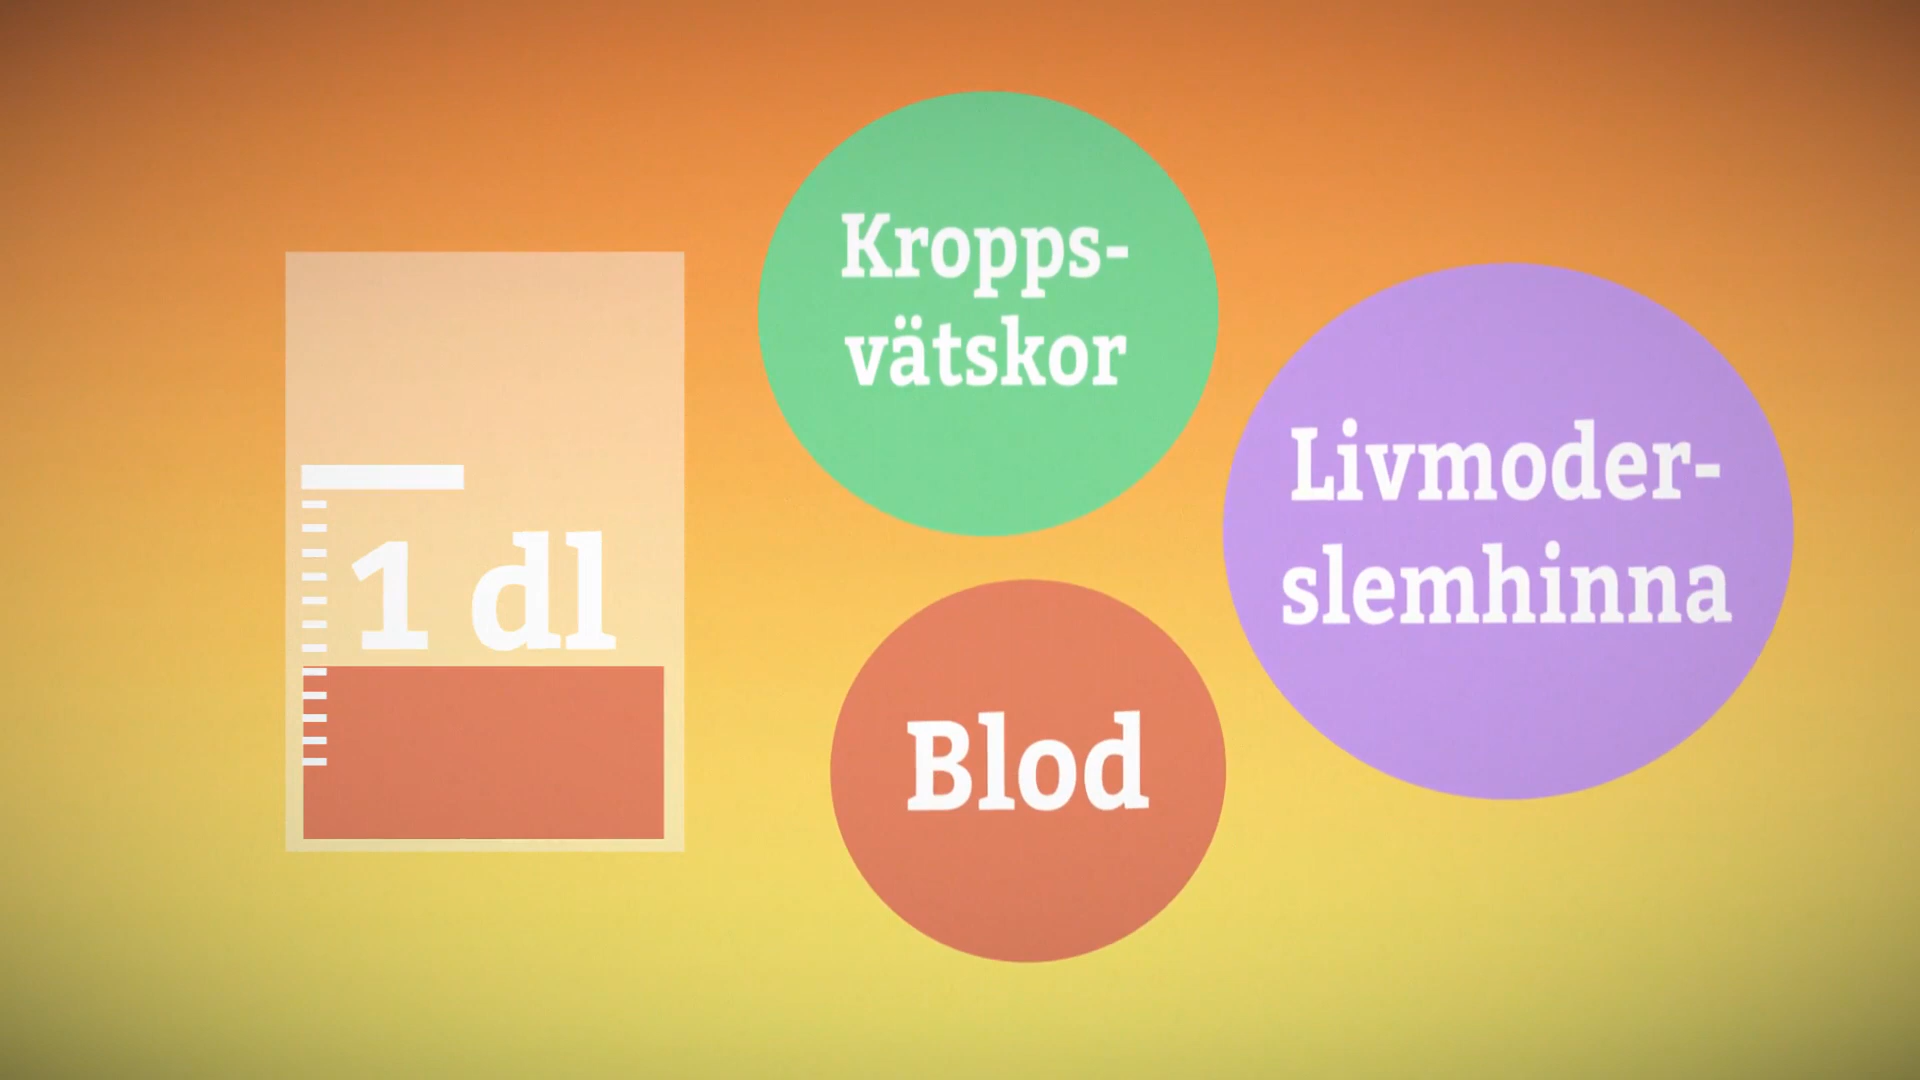 1 dl
Kropps-
vätskor
Livmoder-
slemhinna
Blod